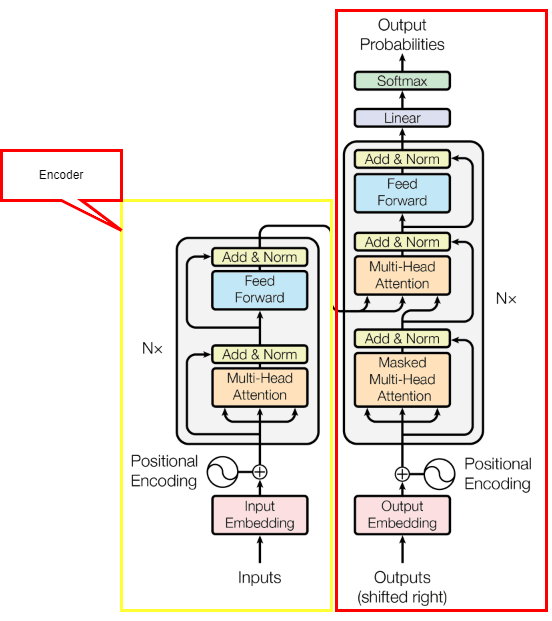 Encoder
Add & Norm
Feed
Forward
N×
Add & Norm
Multi-Head
Attention
Positional
Encoding
Input
Embedding
Inputs
Output
Probabilities
Softmax
Linear
Add & Norm
Feed
Forward
Add & Norm
Multi-Head
Attention
N×
Add & Norm
Masked
Multi-Head
Attention
Positional
Encoding
Output
Embedding
Outputs
(shifted right)